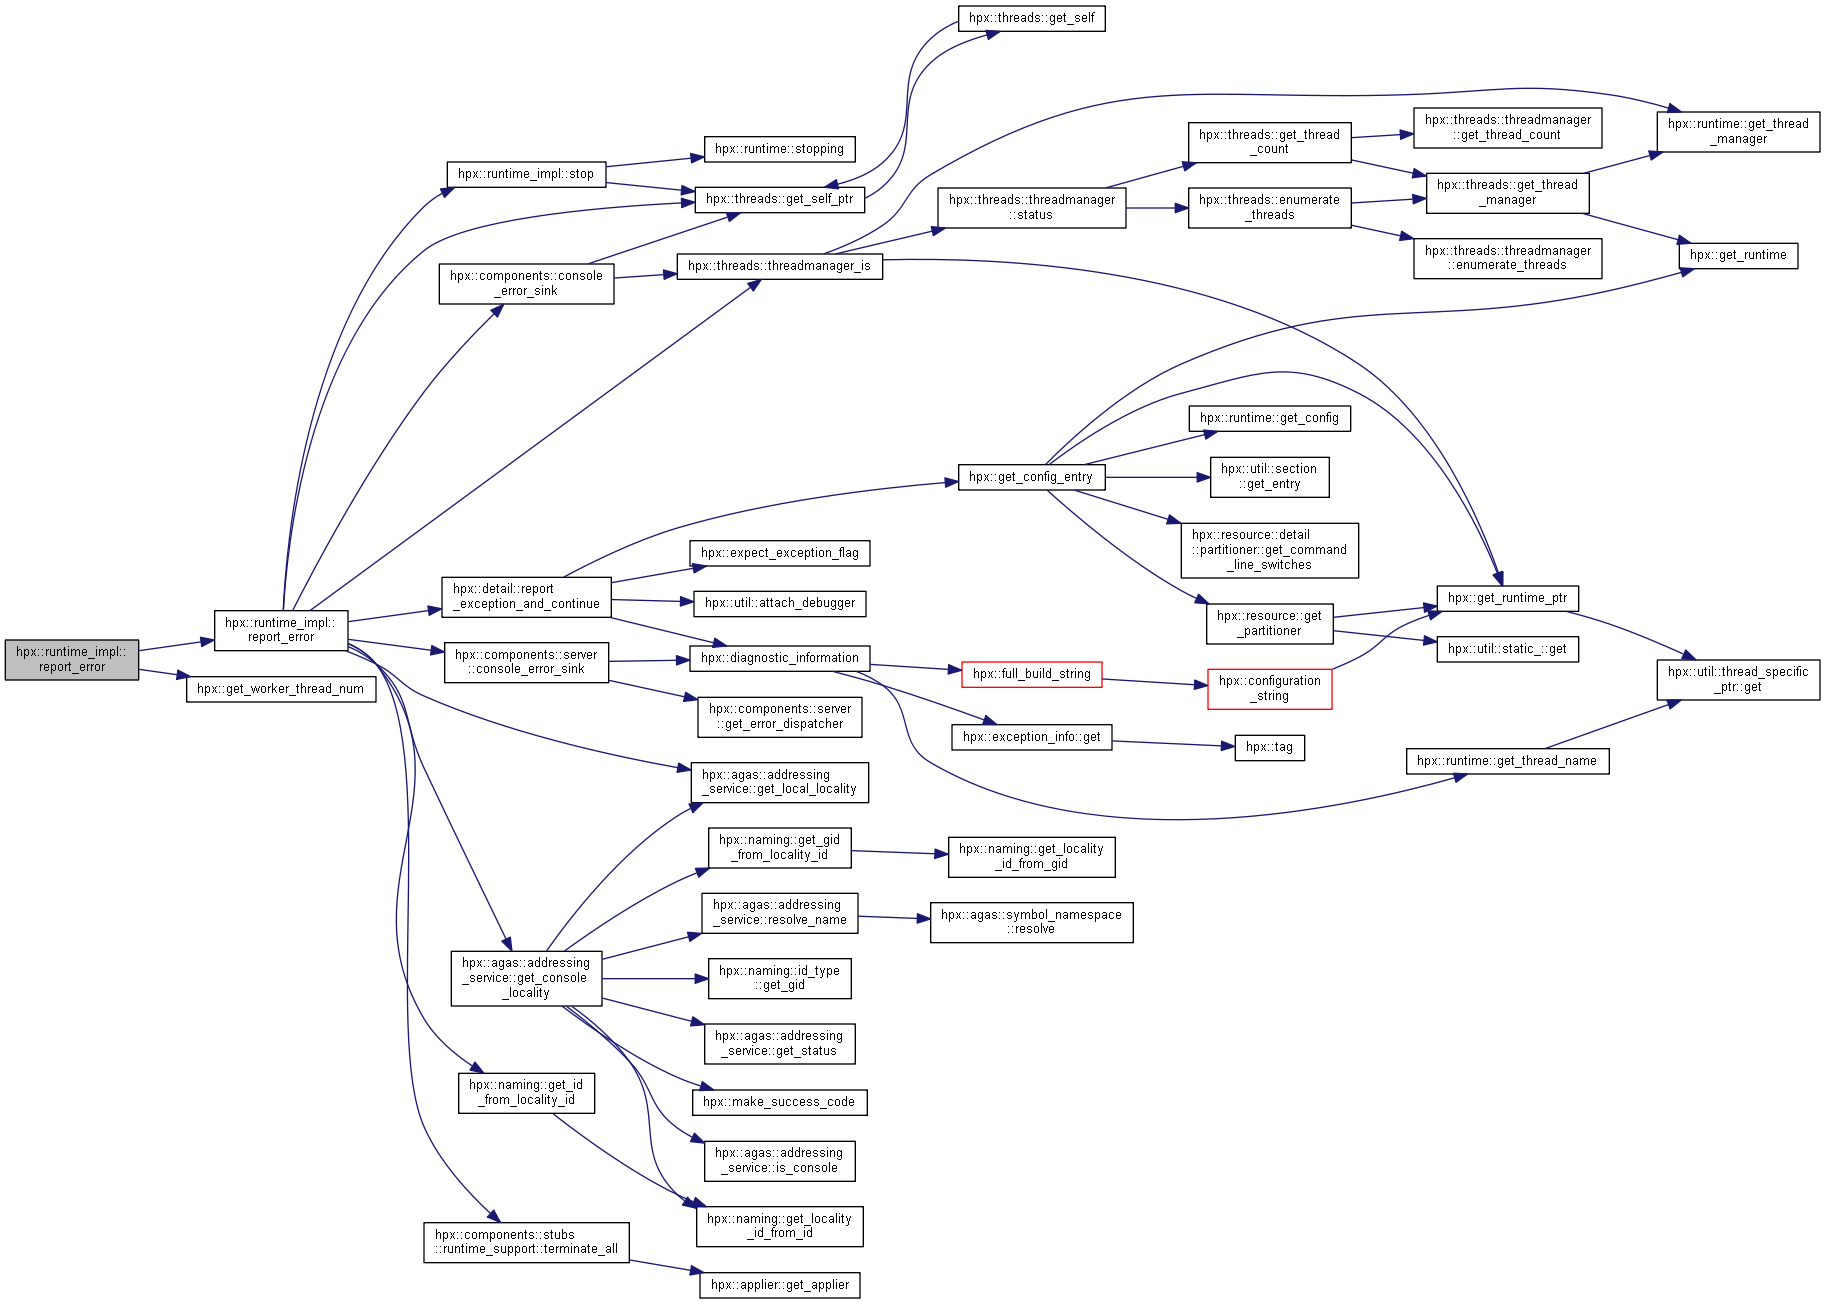 hpx::threads::get_self
hpx::runtime::stopping
hpx::threads::get_thread
_count
hpx::threads::threadmanager
::get_thread_count
hpx::runtime::get_thread
_manager
hpx::runtime_impl::stop
hpx::threads::get_self_ptr
hpx::threads::threadmanager
::status
hpx::threads::enumerate
_threads
hpx::threads::get_thread
_manager
hpx::components::console
_error_sink
hpx::threads::threadmanager_is
hpx::threads::threadmanager
::enumerate_threads
hpx::get_runtime
hpx::runtime::get_config
hpx::get_config_entry
hpx::util::section
::get_entry
hpx::resource::detail
::partitioner::get_command
_line_switches
hpx::expect_exception_flag
hpx::detail::report
_exception_and_continue
hpx::util::attach_debugger
hpx::get_runtime_ptr
hpx::resource::get
_partitioner
hpx::util::static_::get
hpx::runtime_impl::
report_error
hpx::runtime_impl::
report_error
hpx::get_worker_thread_num
hpx::components::server
::console_error_sink
hpx::diagnostic_information
hpx::full_build_string
hpx::configuration
_string
hpx::util::thread_specific
_ptr::get
hpx::components::server
::get_error_dispatcher
hpx::exception_info::get
hpx::tag
hpx::runtime::get_thread_name
hpx::agas::addressing
_service::get_local_locality
hpx::naming::get_gid
_from_locality_id
hpx::naming::get_locality
_id_from_gid
hpx::agas::addressing
_service::resolve_name
hpx::agas::symbol_namespace
::resolve
hpx::agas::addressing
_service::get_console
_locality
hpx::naming::id_type
::get_gid
hpx::agas::addressing
_service::get_status
hpx::naming::get_id
_from_locality_id
hpx::make_success_code
hpx::agas::addressing
_service::is_console
hpx::naming::get_locality
_id_from_id
hpx::components::stubs
::runtime_support::terminate_all
hpx::applier::get_applier